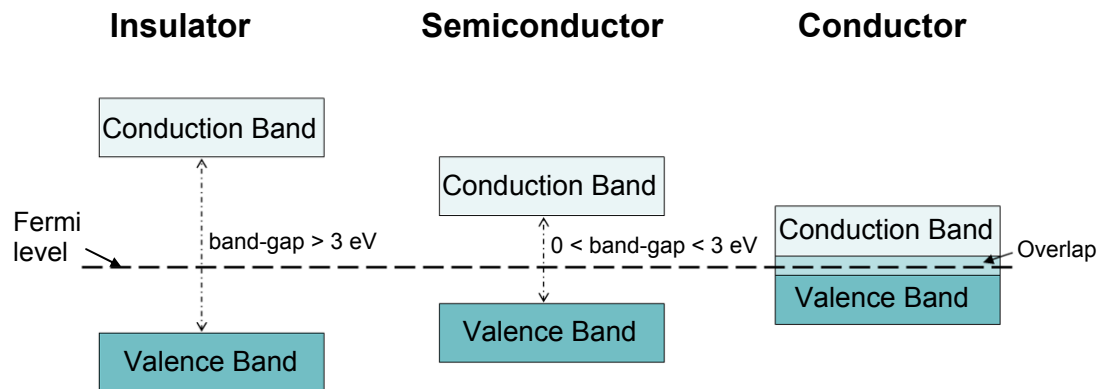 Insulator
Semiconductor
Conductor
Conduction Band
Conduction Band
Conduction Band
Fermi
level
band-gap > 3 eV
0 < band-gap < 3 eV
Overlap
Valence Band
Valence Band
Valence Band